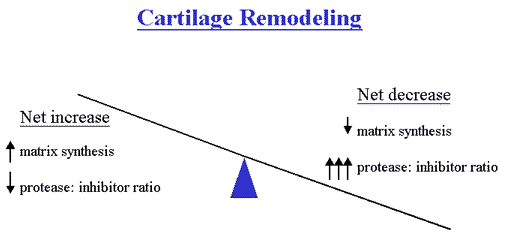 Cartilage Remodeling
Net increase
↑ matrix synthesis
↓ protease: inhibitor ratio
Net decrease
↓ matrix synthesis
↑↑↑ protease: inhibitor ratio